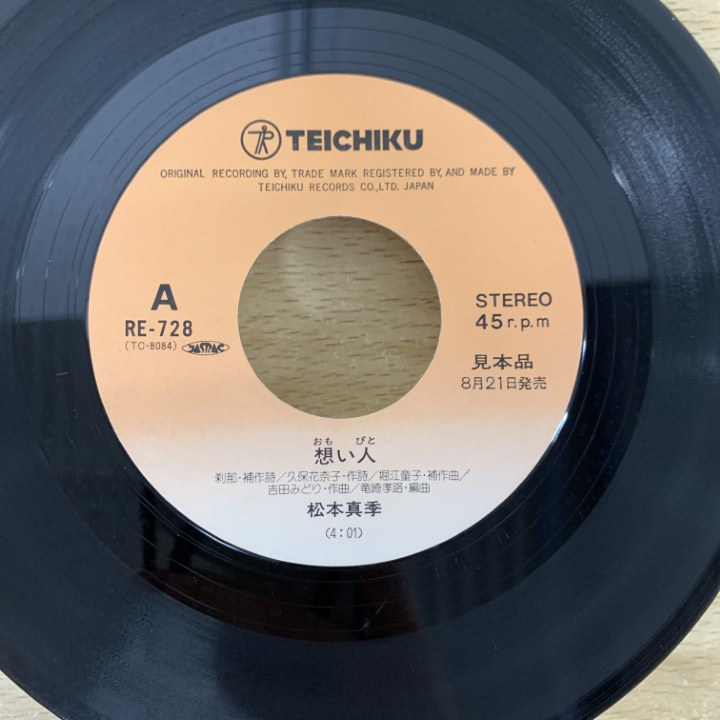 TEICHIKU
ORIGINAL RECORDING BY, TRADE MARK REGISTERED BY, AND MADE BY
TEICHIKU RECORDS CO., LTD. JAPAN
A
RE-728
(TC-8084) JASRAC
STEREO
45 r.p.m
見本品
8月21日発売
おも びと
想い人
刹那・補作詩/久保花奈子・作詩/堀江童子・補作曲/
吉田みどり・作曲/竜崎孝路・編曲
松本真季
(4:01)